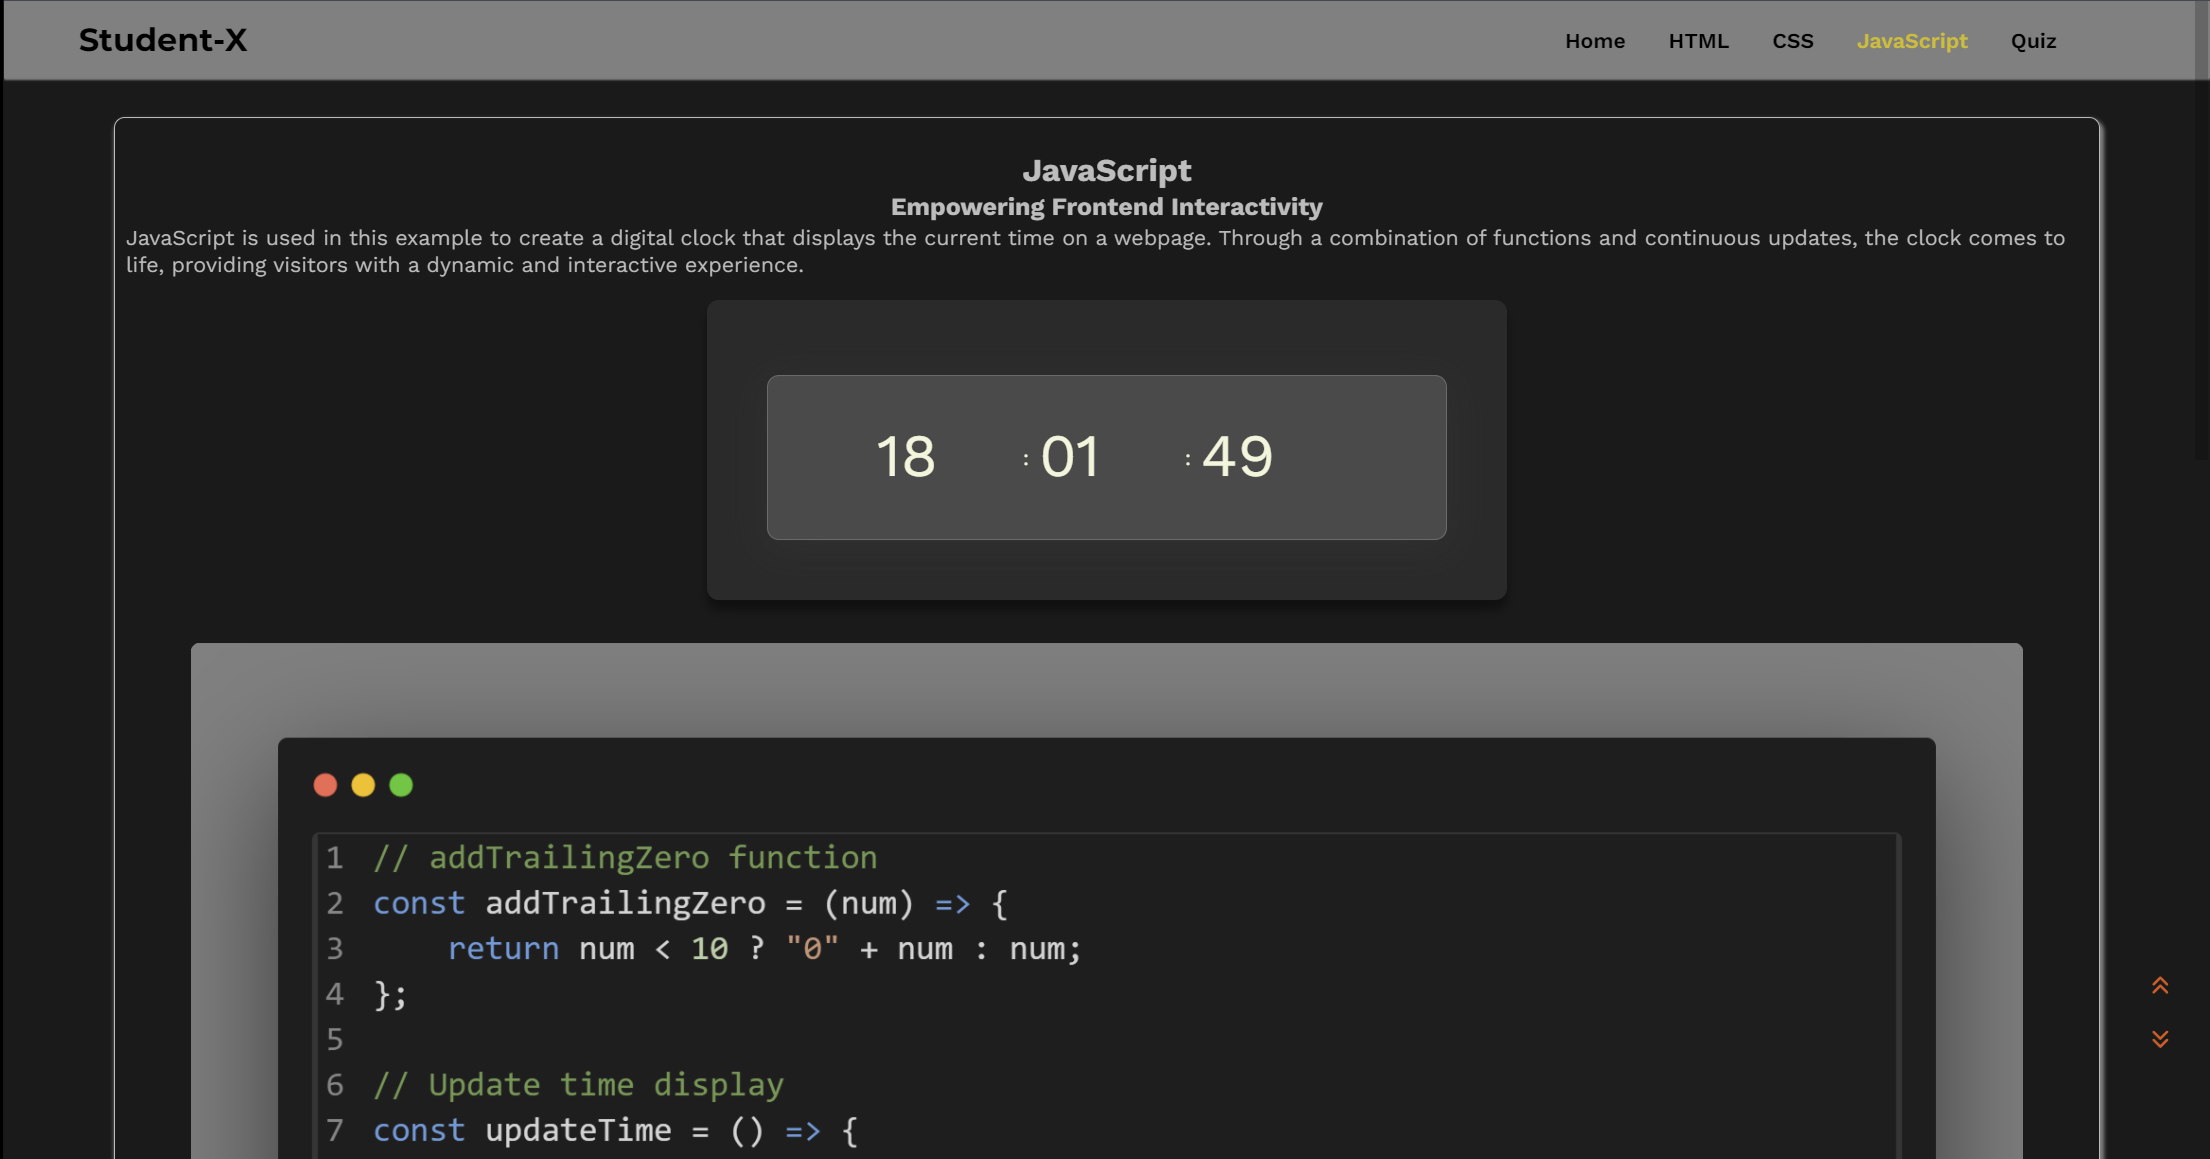 Student-X
Home HTML CSS JavaScript Quiz
JavaScript
Empowering Frontend Interactivity
JavaScript is used in this example to create a digital clock that displays the current time on a webpage. Through a combination of functions and continuous updates, the clock comes to
life, providing visitors with a dynamic and interactive experience.
18 : 01 : 49
1 // addTrailingZero function
2 const addTrailingZero = (num) => {
3     return num < 10 ? "0" + num : num;
4 };
5
6 // Update time display
7 const updateTime = () => {